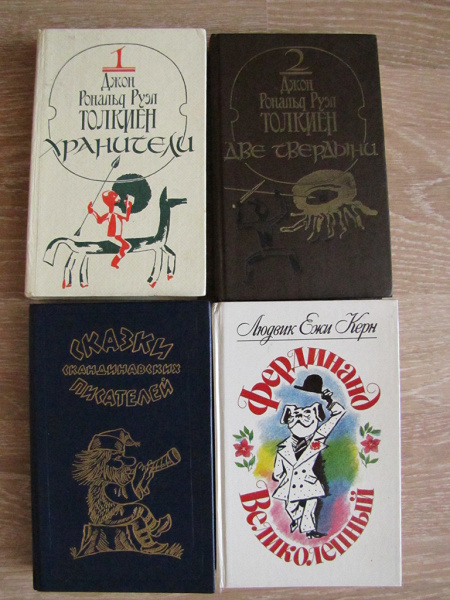 1
Джон
Рональд Руэл
ТОЛКИЕН
ХРАНИТЕЛИ
2
Джон
Рональд Руэл
ТОЛКИЕН
ДВЕ ТВЕРДЫНИ
СКАЗКИ
СКАНДИНАВСКИХ
ПИСАТЕЛЕЙ
Людвик Ежи Керн
Фердинанд
Великолепный